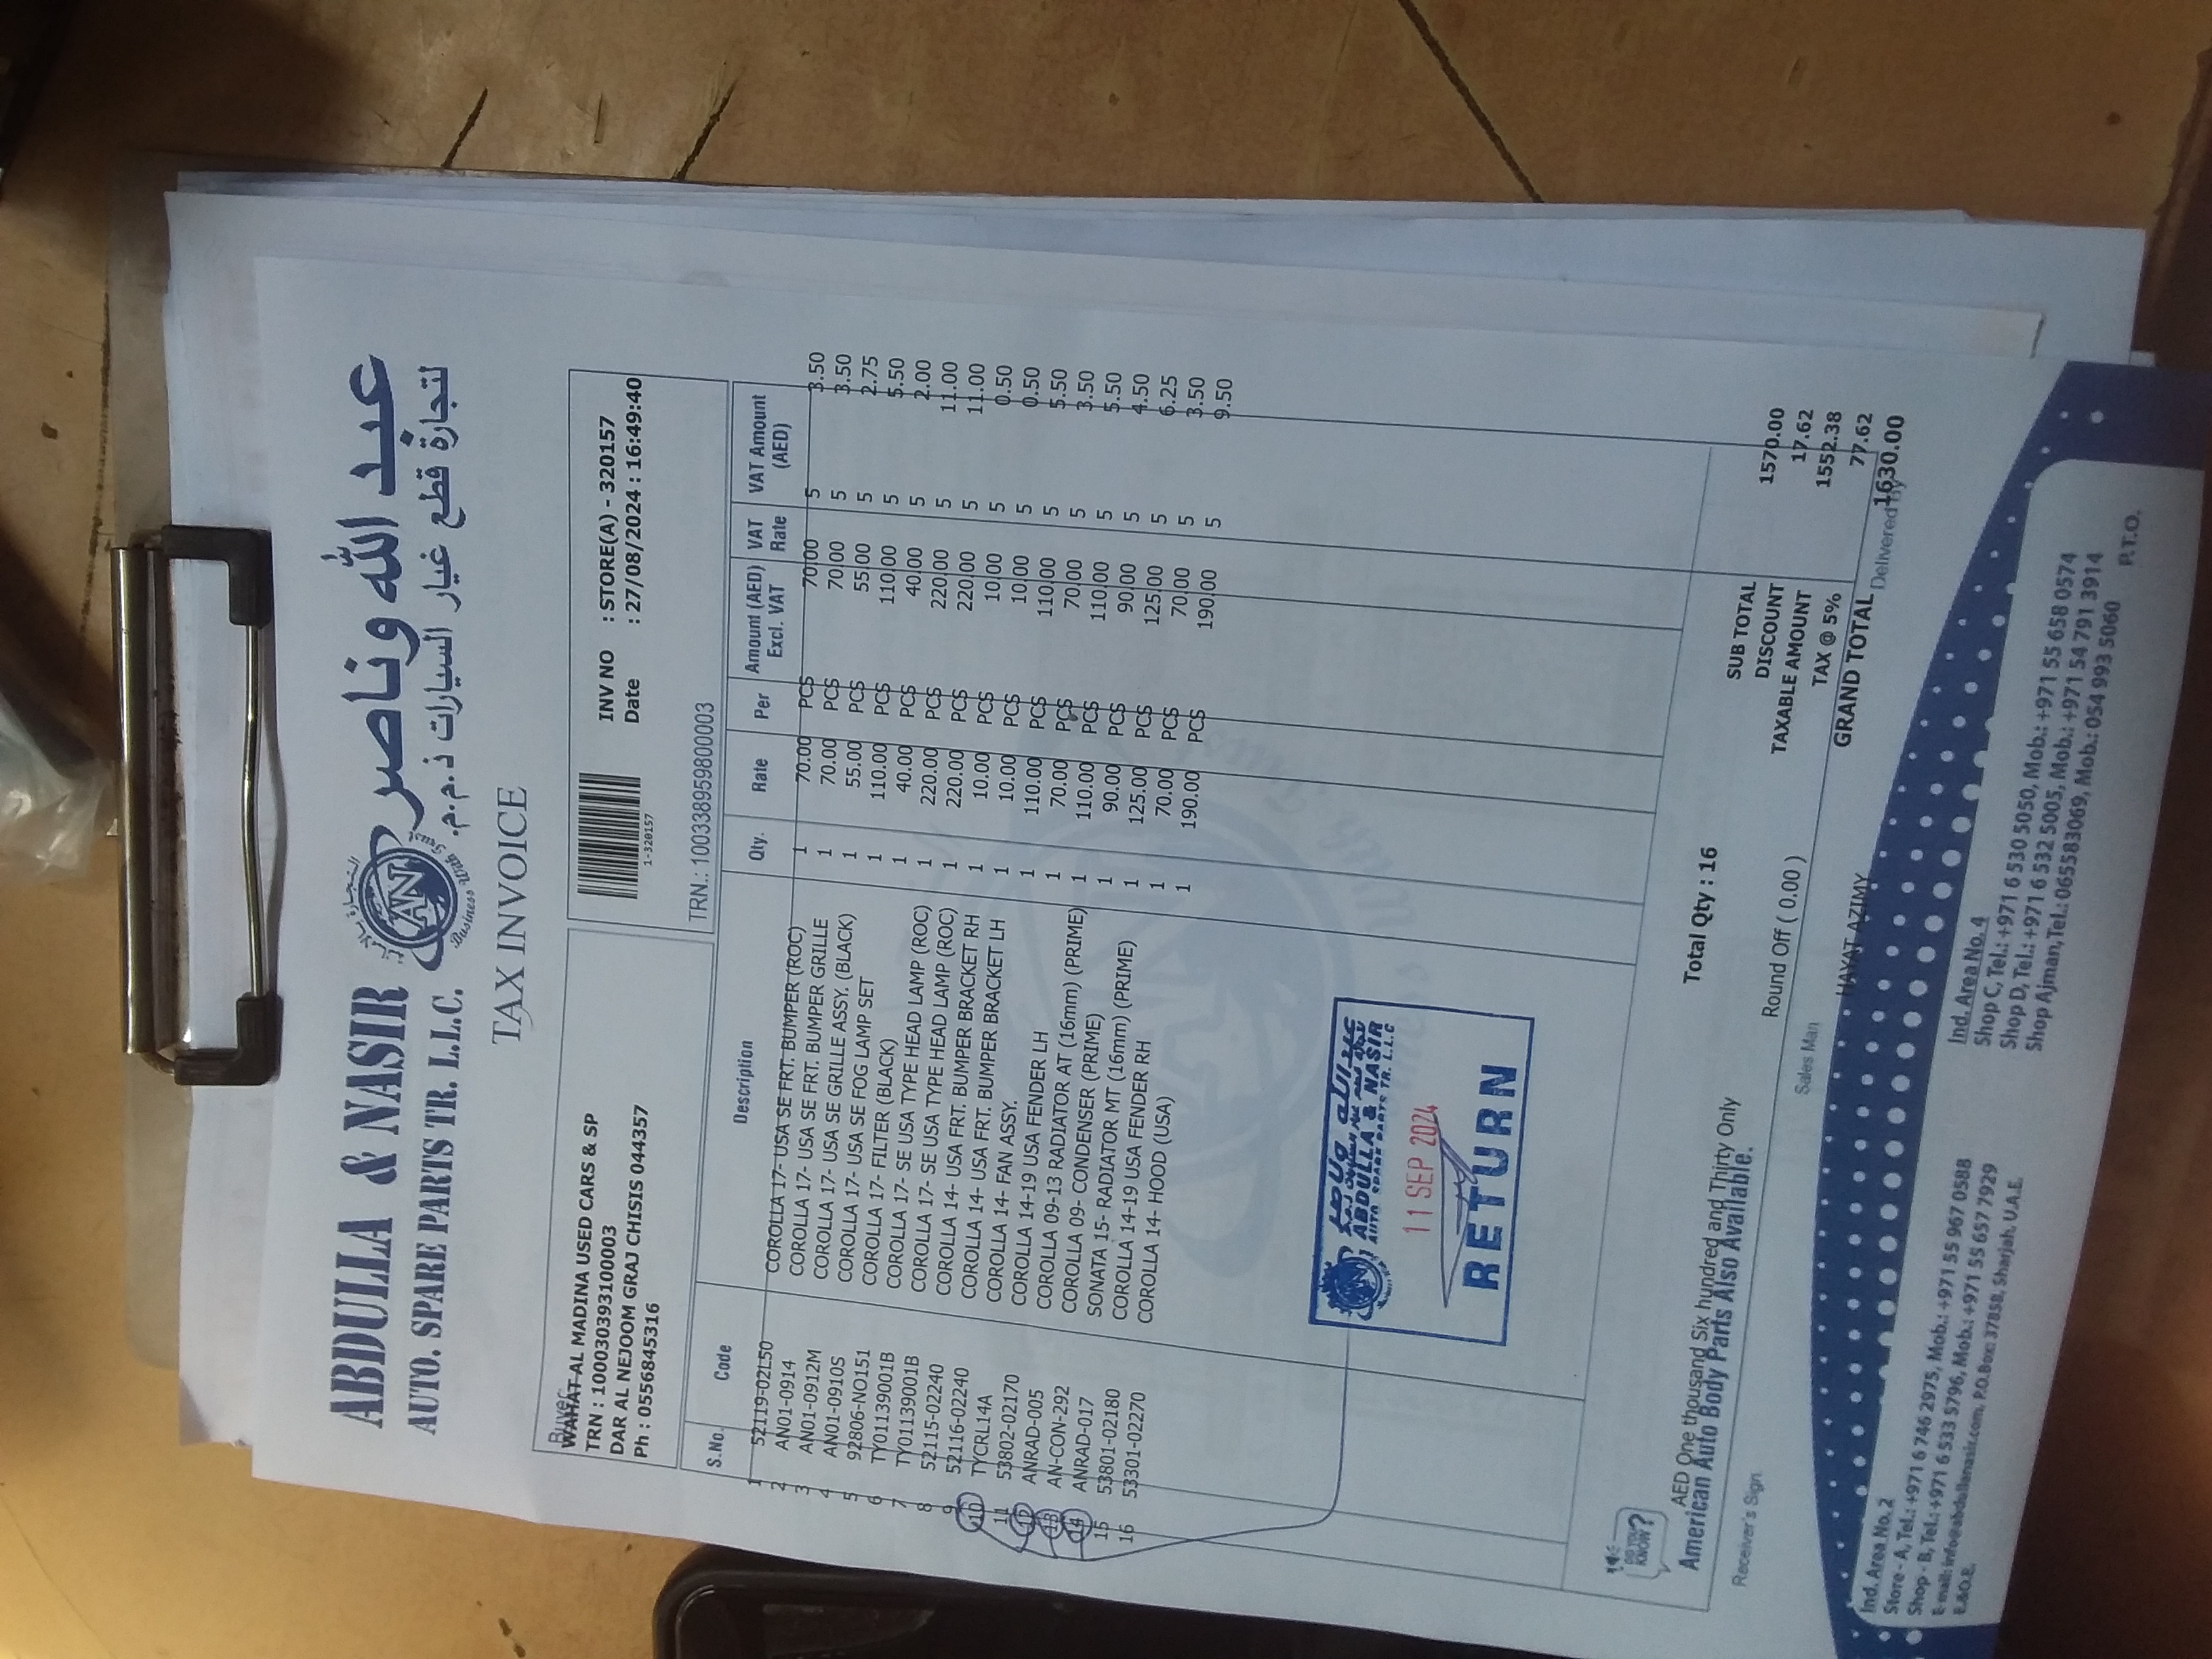 ABDULLA & NASIR عبد الله وناصر
AUTO. SPARE PARTS TR. L.L.C. لتجارة قطع غيار السيارات ذ.م.م.
AN
TAX INVOICE
Buyer
WAHAT AL MADINA USED CARS & SP
TRN : 100303939100003
DAR AL NEJOOM GRAJ CHISIS 044357
Ph : 0556845316
1-320157
INV NO : STORE(A) - 320157
Date : 27/08/2024 : 16:49:40
TRN.: 100338959800003
S.No. Code Description Qty. Rate Per Amount (AED) Excl. VAT VAT Rate VAT Amount (AED)
1 52119-02L50 COROLLA 17- USA SE FRT. BUMPER (ROC) 1 70.00 PCS 70.00 5 3.50
2 AN01-0914 COROLLA 17- USA SE FRT. BUMPER GRILLE 1 70.00 PCS 70.00 5 3.50
3 AN01-0912M COROLLA 17- USA SE GRILLE ASSY. (BLACK) 1 55.00 PCS 55.00 5 2.75
4 AN01-0910S COROLLA 17- USA SE FOG LAMP SET 1 110.00 PCS 110.00 5 5.50
5 92806-NO151 COROLLA 17- FILTER (BLACK) 1 40.00 PCS 40.00 5 2.00
6 TY01139001B COROLLA 17- SE USA TYPE HEAD LAMP (ROC) 1 220.00 PCS 220.00 5 11.00
7 TY01139001B COROLLA 17- SE USA TYPE HEAD LAMP (ROC) 1 220.00 PCS 220.00 5 11.00
8 52115-02240 COROLLA 14- USA FRT. BUMPER BRACKET RH 1 10.00 PCS 10.00 5 0.50
9 52116-02240 COROLLA 14- USA FRT. BUMPER BRACKET LH 1 10.00 PCS 10.00 5 0.50
10 TYCRL14A COROLLA 14- FAN ASSY. 1 110.00 PCS 110.00 5 5.50
11 53802-02170 COROLLA 14-19 USA FENDER LH 1 70.00 PCS 70.00 5 3.50
12 ANRAD-005 COROLLA 09-13 RADIATOR AT (16mm) (PRIME) 1 110.00 PCS 110.00 5 5.50
13 AN-CON-292 COROLLA 09- CONDENSER (PRIME) 1 90.00 PCS 90.00 5 4.50
14 ANRAD-017 SONATA 15- RADIATOR MT (16mm) (PRIME) 1 125.00 PCS 125.00 5 6.25
15 53801-02180 COROLLA 14-19 USA FENDER RH 1 70.00 PCS 70.00 5 3.50
16 53301-02270 COROLLA 14- HOOD (USA) 1 190.00 PCS 190.00 5 9.50
ABDULLA & NASIR
AUTO SPARE PARTS TR. L.L.C
11 SEP 2024
RETURN
Total Qty : 16
SUB TOTAL 1570.00
DISCOUNT 17.62
TAXABLE AMOUNT 1552.38
TAX @ 5% 77.62
Round Off ( 0.00 ) GRAND TOTAL 1630.00
DO YOU KNOW?
AED One thousand Six hundred and Thirty Only
American Auto Body Parts Also Available.
Receiver's Sign Sales Man HAYAT AZIMY Delivered by
Ind. Area No. 2
Store - A, Tel.: +971 6 746 2975, Mob.: +971 55 967 0588
Shop - B, Tel.: +971 6 533 5796, Mob.: +971 55 657 7929
E-mail: info@abdullanasir.com, P.O.Box: 37858, Sharjah, U.A.E.
E.&O.E.
Ind. Area No. 4
Shop C, Tel.: +971 6 530 5050, Mob.: +971 55 658 0574
Shop D, Tel.: +971 6 532 5005, Mob.: +971 54 791 3914
Shop Ajman, Tel.: 065583069, Mob.: 054 993 5060
P.T.O.